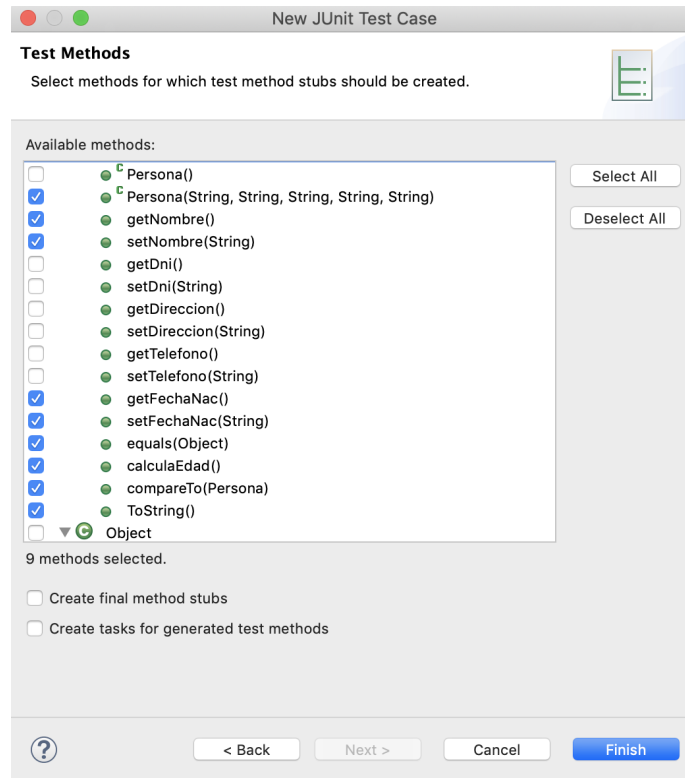 New JUnit Test Case
Test Methods
Select methods for which test method stubs should be created.
Available methods:
C Persona()
C Persona(String, String, String, String, String)
getNombre()
setNombre(String)
getDni()
setDni(String)
getDireccion()
setDireccion(String)
getTelefono()
setTelefono(String)
getFechaNac()
setFechaNac(String)
equals(Object)
calculaEdad()
compareTo(Persona)
ToString()
C Object
Select All
Deselect All
9 methods selected.
Create final method stubs
Create tasks for generated test methods
? < Back Next > Cancel Finish